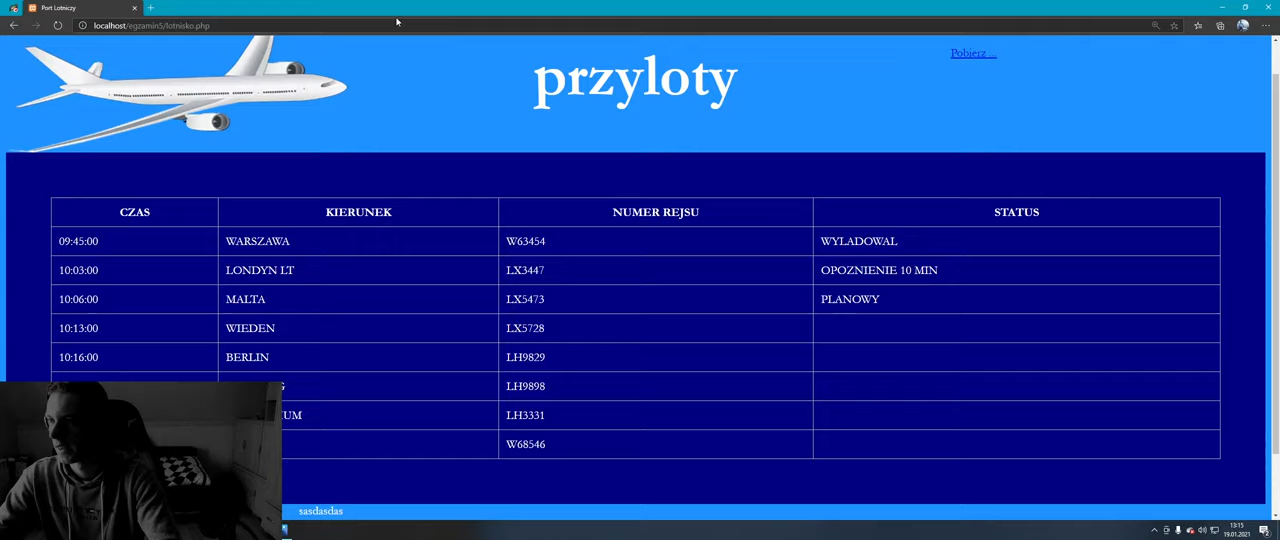 Port Lotniczy
localhost/egzamin5/lotnisko.php
przyloty
Pobierz ...
CZAS KIERUNEK NUMER REJSU STATUS
09:45:00 WARSZAWA W63454 WYLADOWAL
10:03:00 LONDYN LT LX3447 OPOZNIENIE 10 MIN
10:06:00 MALTA LX5473 PLANOWY
10:13:00 WIEDEN LX5728
10:16:00 BERLIN LH9829
G LH9898
UM LH3331
W68546
sasdasdas
13:15
19.01.2021